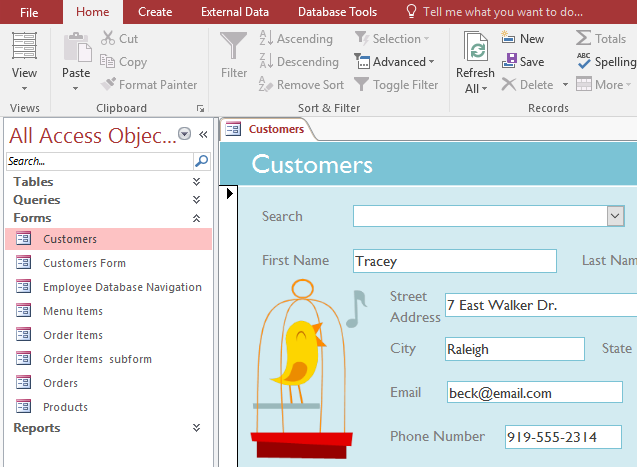 File Home Create External Data Database Tools Tell me what you want to do...
View
Views
Paste
Cut
Copy
Format Painter
Clipboard
Filter
Ascending
Descending
Remove Sort
Selection
Advanced
Toggle Filter
Sort & Filter
Refresh
All
New
Save
Delete
Totals
Spelling
More
Records
All Access Objec...
Search...
Tables
Queries
Forms
Customers
Customers Form
Employee Database Navigation
Menu Items
Order Items
Order Items subform
Orders
Products
Reports
Customers
Customers
Search
First Name Tracey Last Nam
Street
Address
7 East Walker Dr.
City Raleigh State
Email beck@email.com
Phone Number 919-555-2314